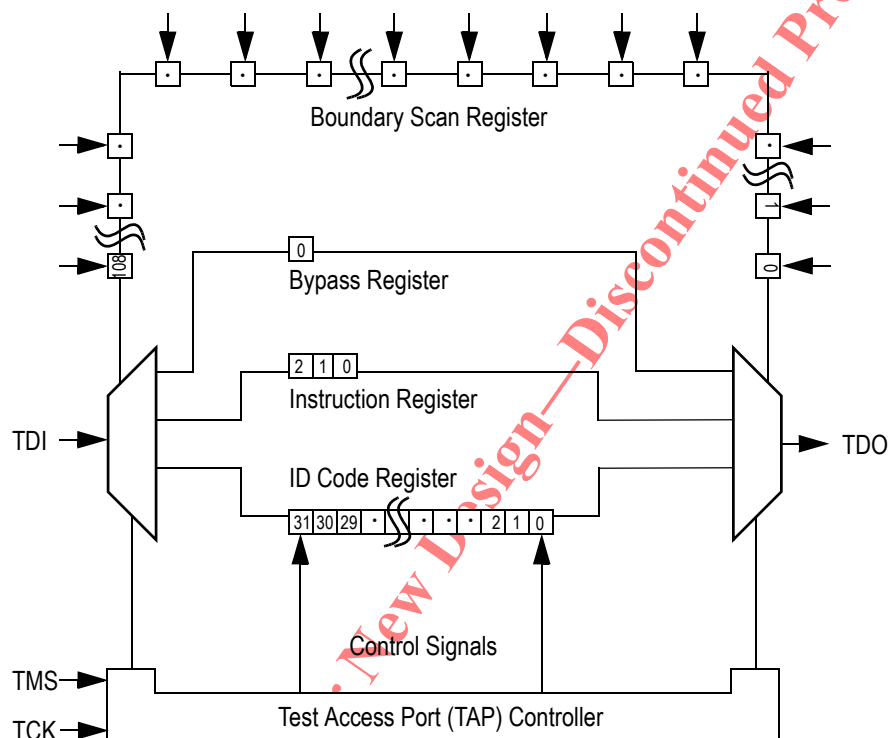 Boundary Scan Register
108
1
0
0
Bypass Register
2 1 0
Instruction Register
TDI
TDO
ID Code Register
31 30 29 · · · · 2 1 0
Control Signals
TMS
TCK
Test Access Port (TAP) Controller
New Design—Discontinued Pro